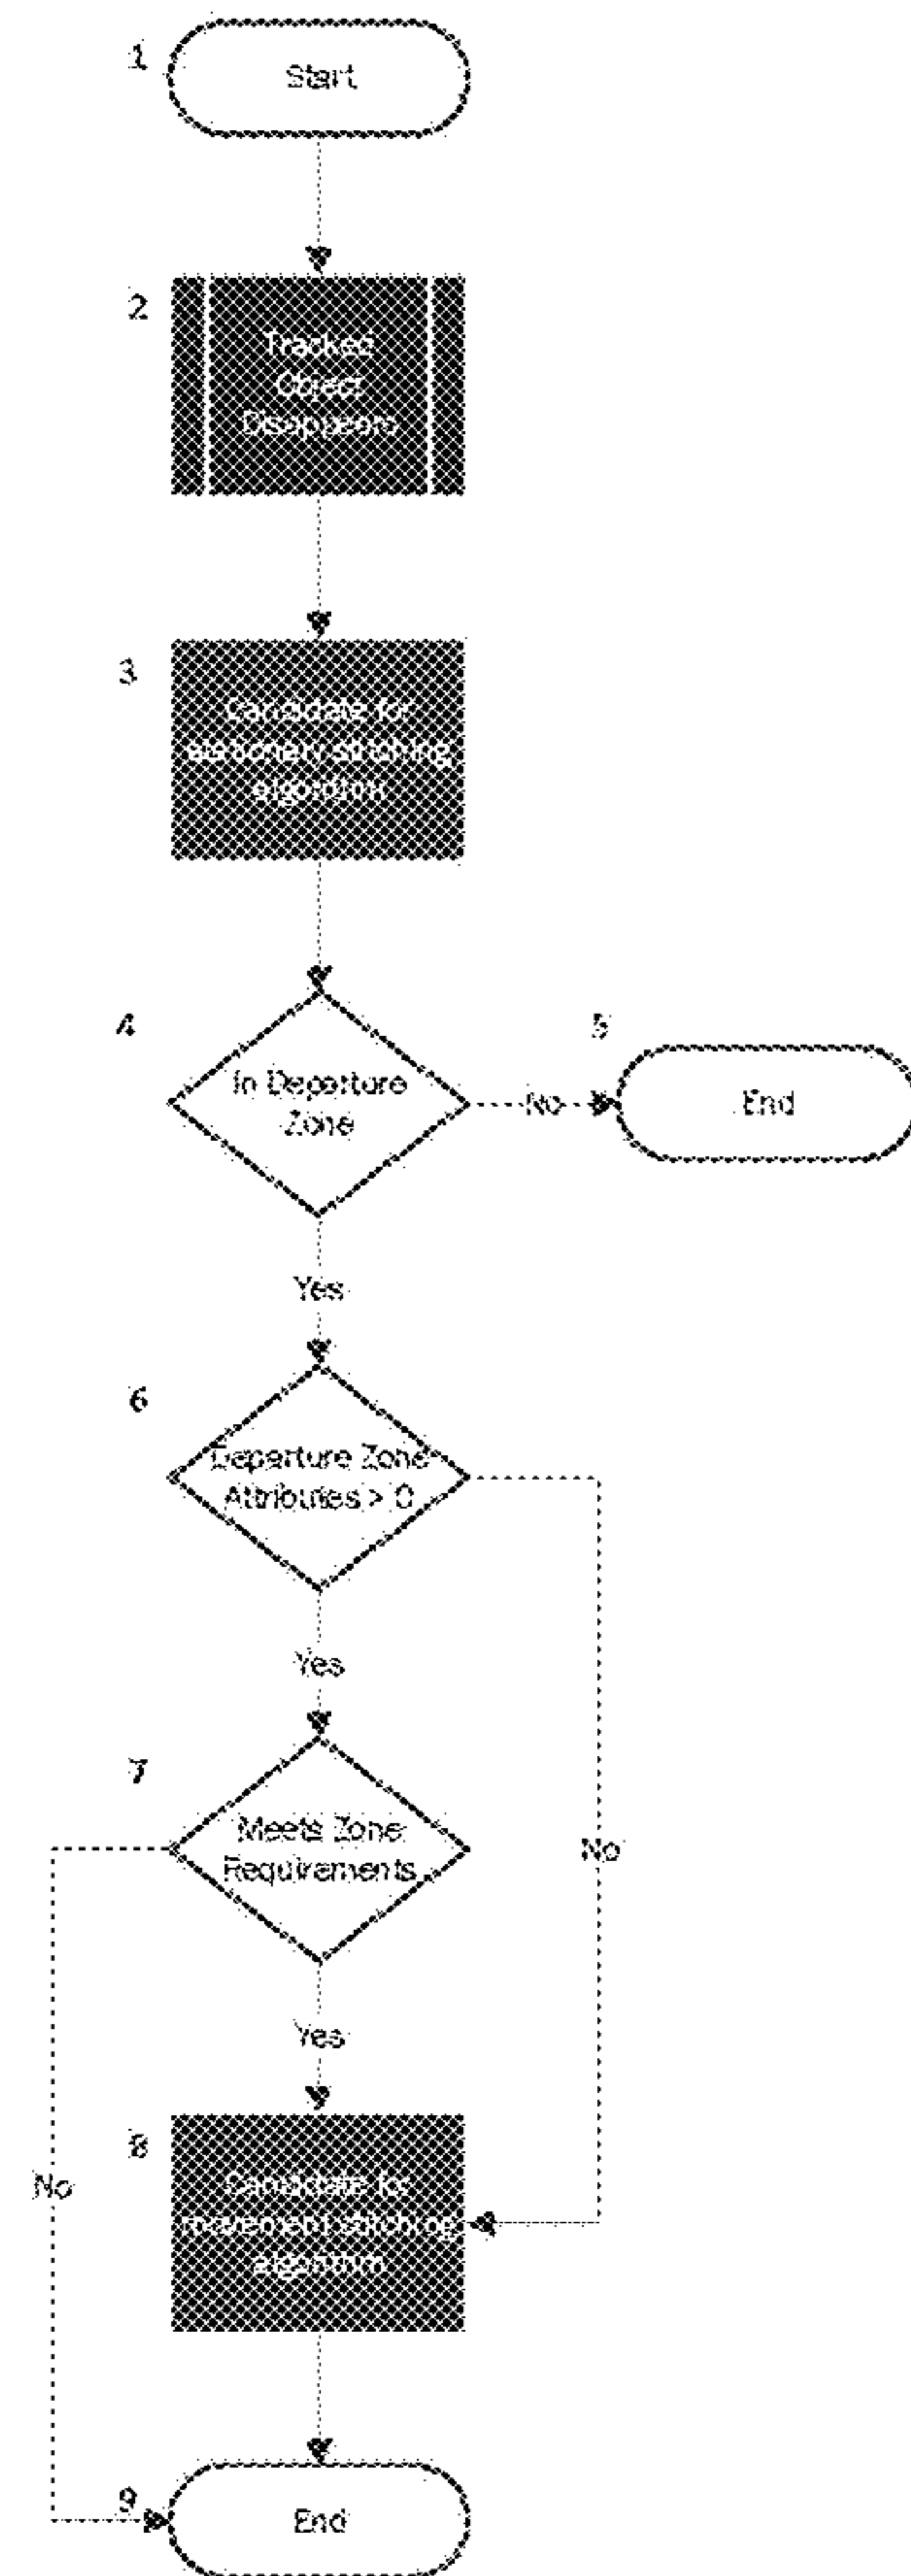 1
Start
2
Tracked
Object
Disappears
3
Candidate for
stationary stitching
algorithm
4
In Departure
Zone
No
5
End
Yes
6
Departure Zone
Attributes > 0
Yes
7
Meets Zone
Requirements
No
Yes
8
Candidate for
movement stitching
algorithm
No
9
End